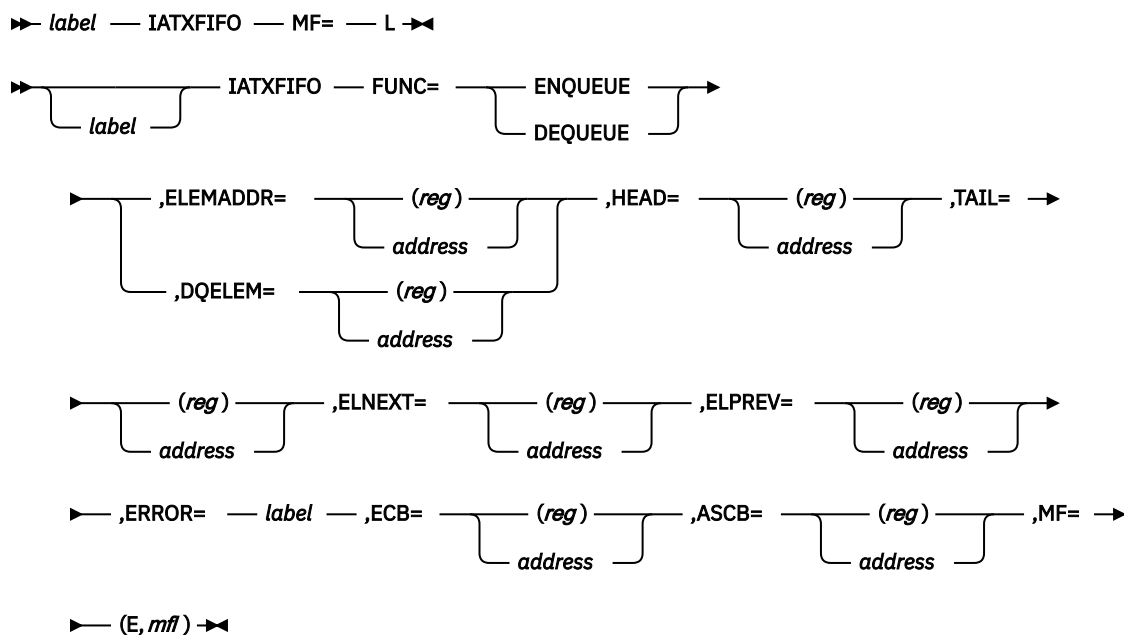 label IATXFIFO MF= L
IATXFIFO FUNC= ENQUEUE
label DEQUEUE
,ELEMADDR= (reg) ,HEAD= (reg) ,TAIL=
address address
,DQELEM= (reg)
address
(reg) ,ELNEXT= (reg) ,ELPREV= (reg)
address address address
,ERROR= label ,ECB= (reg) ,ASCB= (reg) ,MF=
address address
(E,mfl)